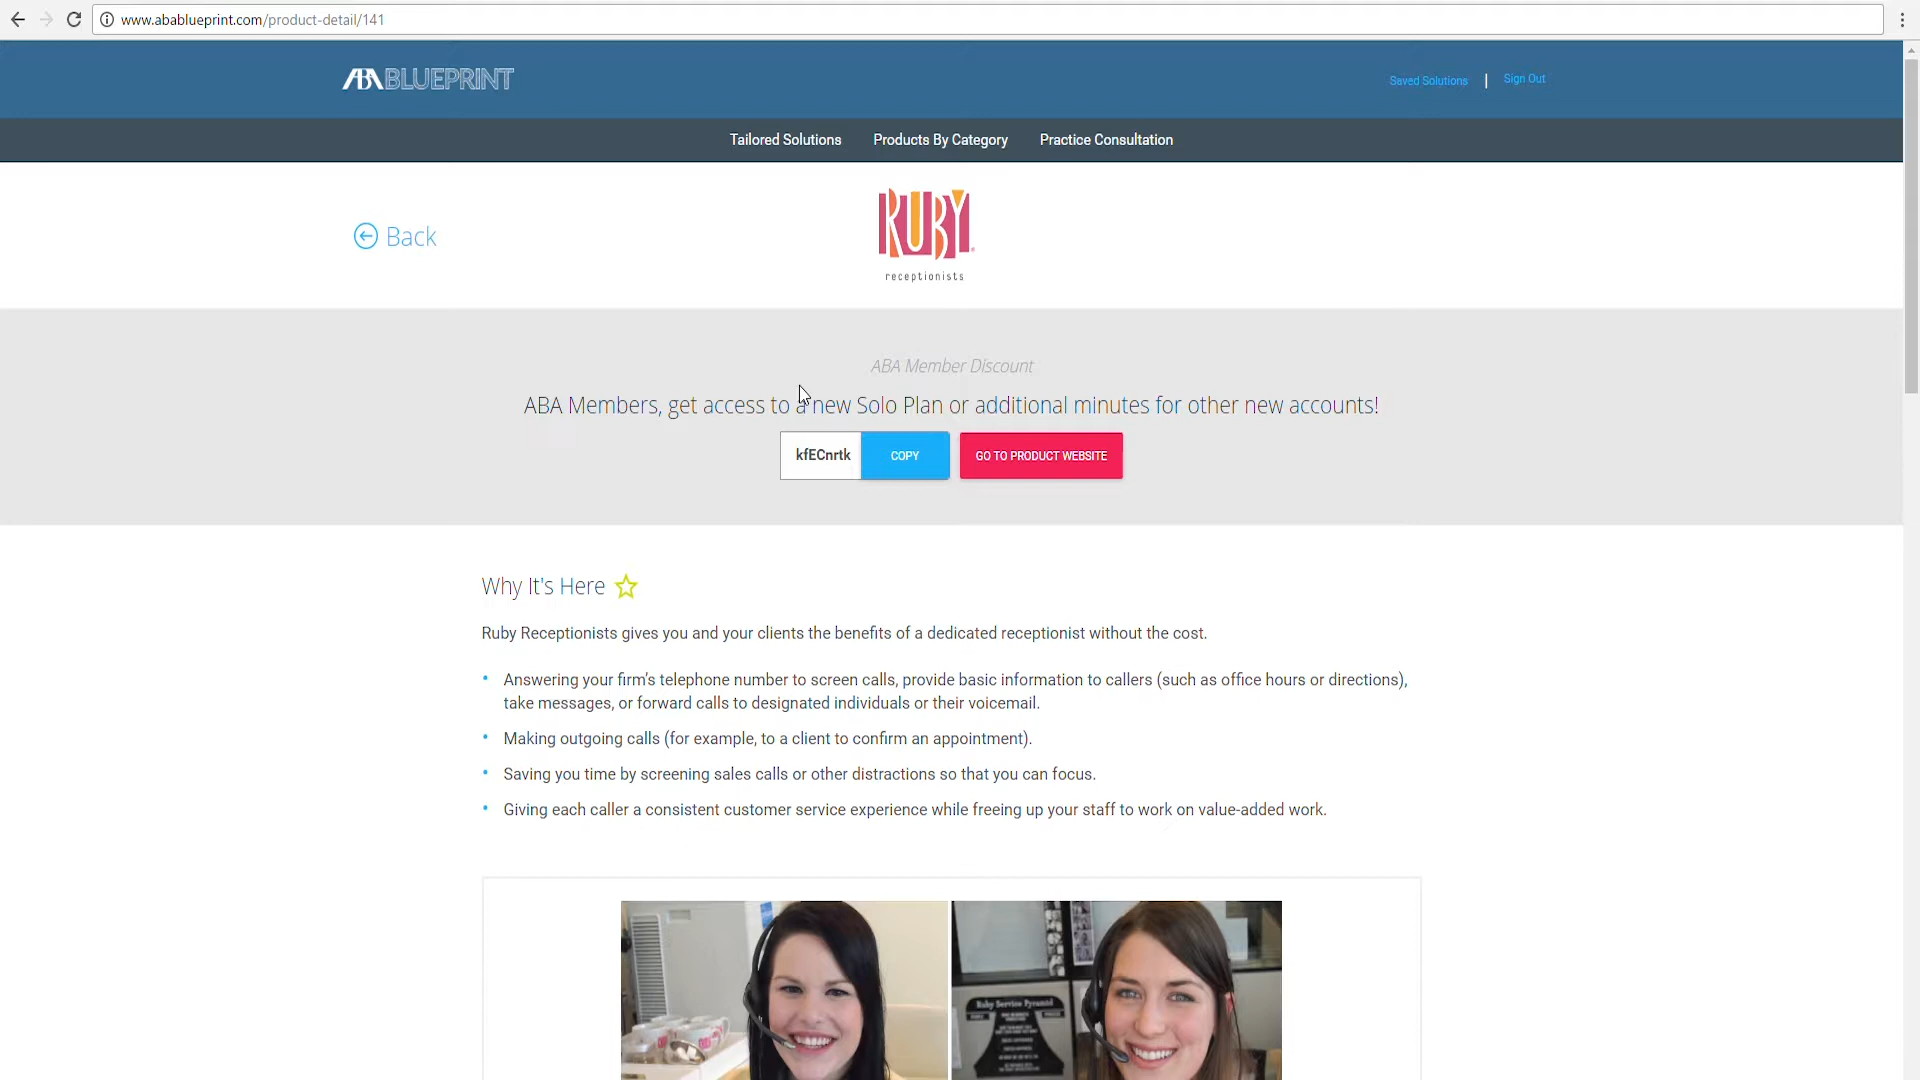 www.abablueprint.com/product-detail/141
ABA BLUEPRINT
Saved Solutions | Sign Out
Tailored Solutions Products By Category Practice Consultation
Back
RUBY®
receptionists
ABA Member Discount
ABA Members, get access to a new Solo Plan or additional minutes for other new accounts!
kfECnrtk COPY GO TO PRODUCT WEBSITE
Why It's Here
Ruby Receptionists gives you and your clients the benefits of a dedicated receptionist without the cost.
• Answering your firm's telephone number to screen calls, provide basic information to callers (such as office hours or directions),
take messages, or forward calls to designated individuals or their voicemail.
• Making outgoing calls (for example, to a client to confirm an appointment).
• Saving you time by screening sales calls or other distractions so that you can focus.
• Giving each caller a consistent customer service experience while freeing up your staff to work on value-added work.
Ruby Service Pyramid